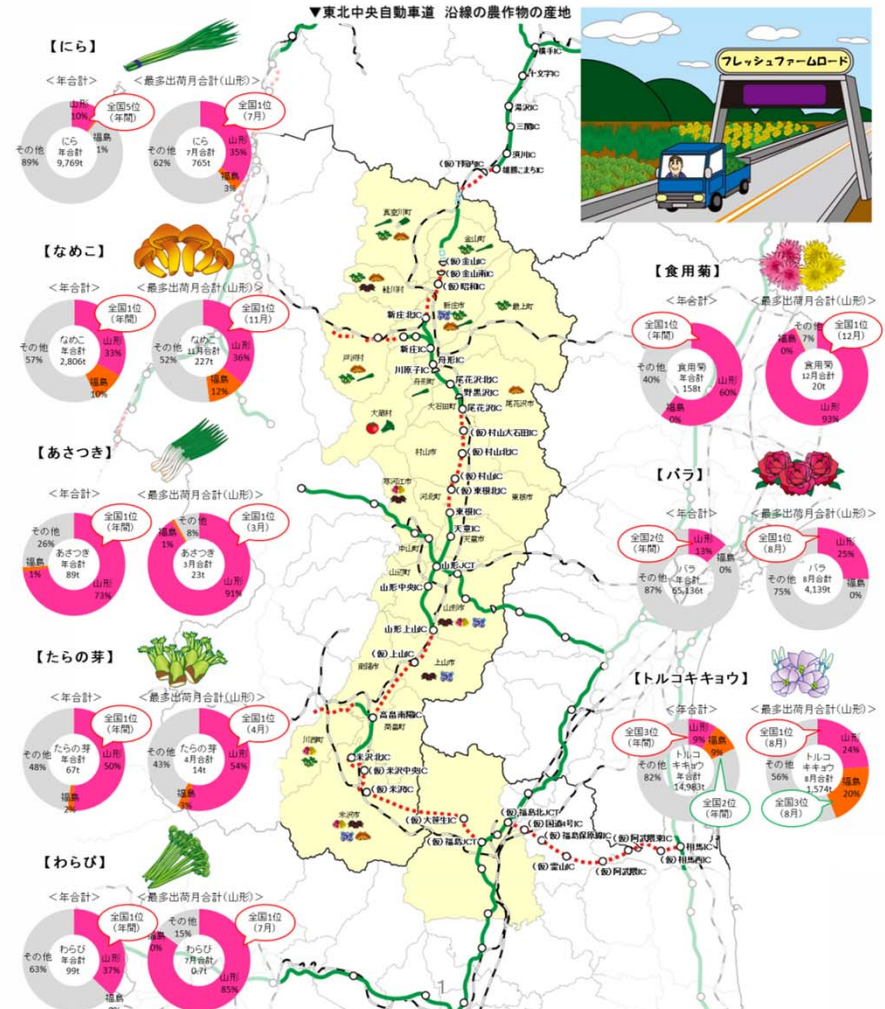 ▼東北中央自動車道 沿線の農作物の産地
フレッシュファームロード
【にら】
<年合計>
<最多出荷月合計(山形)>
山形
10%
全国5位
(年間)
福島
1%
その他
89%
にら
年合計
9,769t
全国1位
(7月)
山形
35%
福島
3%
その他
62%
にら
7月合計
765t
【なめこ】
<年合計>
<最多出荷月合計(山形)>
全国1位
(年間)
山形
33%
福島
10%
その他
57%
なめこ
年合計
2,806t
全国1位
(11月)
山形
36%
福島
12%
その他
52%
なめこ
11月合計
227t
【あさつき】
<年合計>
<最多出荷月合計(山形)>
全国1位
(年間)
その他
26%
福島
1%
山形
73%
あさつき
年合計
89t
全国1位
(3月)
その他
8%
福島
1%
山形
91%
あさつき
3月合計
23t
【たらの芽】
<年合計>
<最多出荷月合計(山形)>
全国1位
(年間)
山形
50%
福島
2%
その他
48%
たらの芽
年合計
67t
全国1位
(4月)
山形
54%
福島
3%
その他
43%
たらの芽
4月合計
14t
【わらび】
<年合計>
<最多出荷月合計(山形)>
全国1位
(年間)
山形
37%
その他
63%
福島
わらび
年合計
99t
全国1位
(7月)
その他
15%
福島
0%
山形
85%
わらび
7月合計
0.7t
【食用菊】
<年合計>
<最多出荷月合計(山形)>
全国1位
(年間)
その他
40%
福島
0%
山形
60%
食用菊
年合計
158t
全国1位
(12月)
その他
7%
福島
0%
山形
93%
食用菊
12月合計
20t
【バラ】
<年合計>
<最多出荷月合計(山形)>
全国2位
(年間)
山形
13%
福島
0%
その他
87%
バラ
年合計
65,136t
全国1位
(8月)
山形
25%
福島
0%
その他
75%
バラ
8月合計
4,139t
【トルコキキョウ】
<年合計>
<最多出荷月合計(山形)>
全国3位
(年間)
山形
9%
福島
9%
その他
82%
トルコ
キキョウ
年合計
14,983t
全国2位
(年間)
全国1位
(8月)
山形
24%
福島
20%
その他
56%
トルコ
キキョウ
8月合計
1,574t
全国3位
(8月)
横手IC
十文字IC
湯沢IC
三関IC
須川IC
雄勝こまちIC
(仮)下院内IC
真室川町
金山町
(仮)金山IC
(仮)金山南IC
(仮)昭和IC
鮭川村
新庄市
最上町
新庄北IC
新庄IC
戸沢村
舟形IC
川原子IC
舟形町
尾花沢北IC
野黒沢IC
尾花沢IC
大石田町
尾花沢市
大蔵村
(仮)村山大石田IC
(仮)村山北IC
村山市
(仮)村山IC
(仮)東根北IC
寒河江市
河北町
東根市
東根IC
天童IC
天童市
中山町
山辺町
山形JCT
山形中央IC
山形市
山形上山IC
(仮)上山IC
南陽市
上山市
高畠南陽IC
高畠町
川西町
米沢北IC
(仮)米沢中央IC
(仮)米沢IC
米沢市
(仮)大笹生IC
(仮)福島JCT
(仮)福島北JCT
(仮)国道4号IC
(仮)福島保原線IC
(仮)霊山IC
(仮)阿武隈IC
(仮)阿武隈東IC
相馬IC
(仮)相馬西IC
1